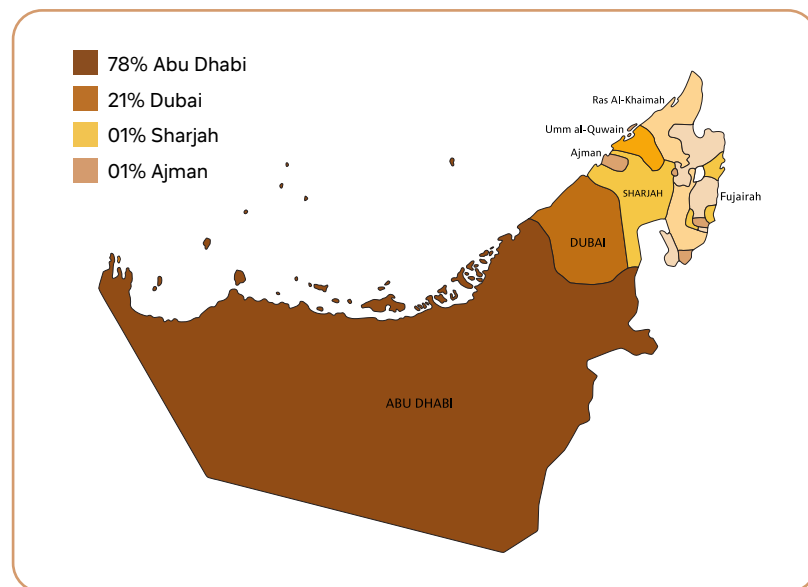 78% Abu Dhabi
21% Dubai
01% Sharjah
01% Ajman
Ras Al-Khaimah
Umm al-Quwain
Ajman
SHARJAH
Fujairah
DUBAI
ABU DHABI